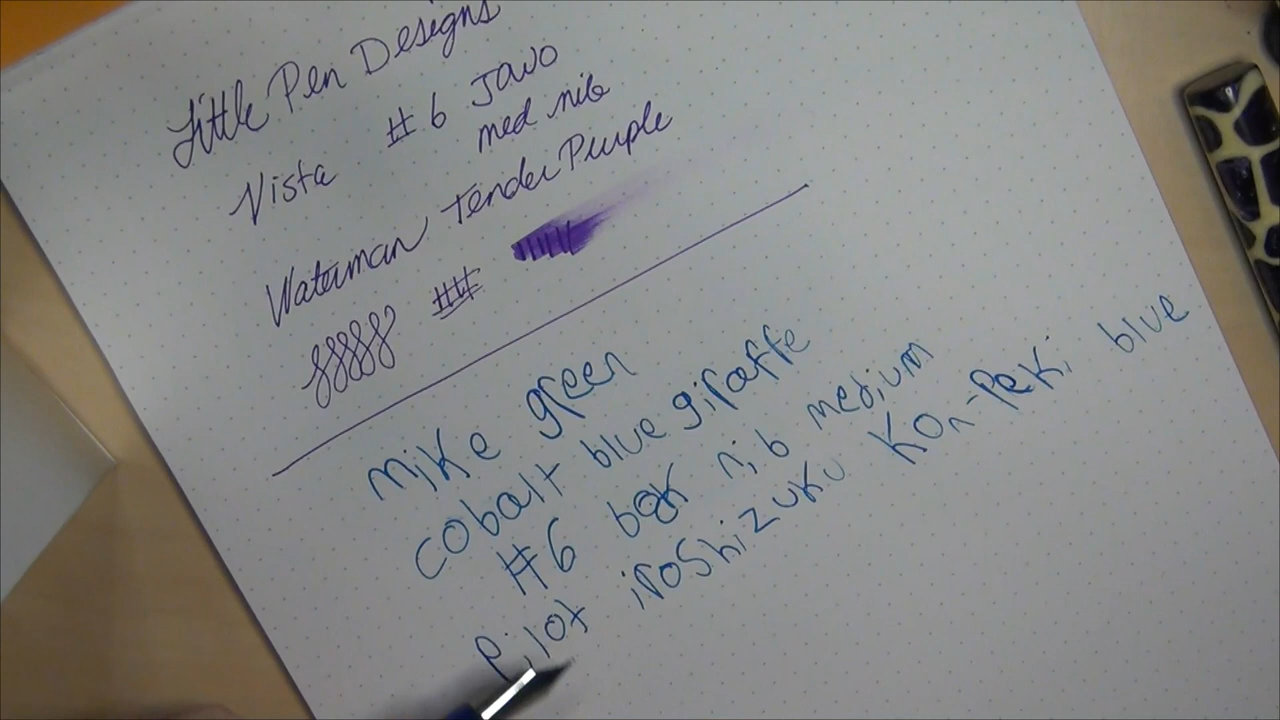 Little Pen Designs
Vista # 6 JOWO
med nib
Waterman Tender Purple
mike green
cobalt blue giraffe
#6 bok nib medium
Pilot iroshizuku Kon-Peki blue